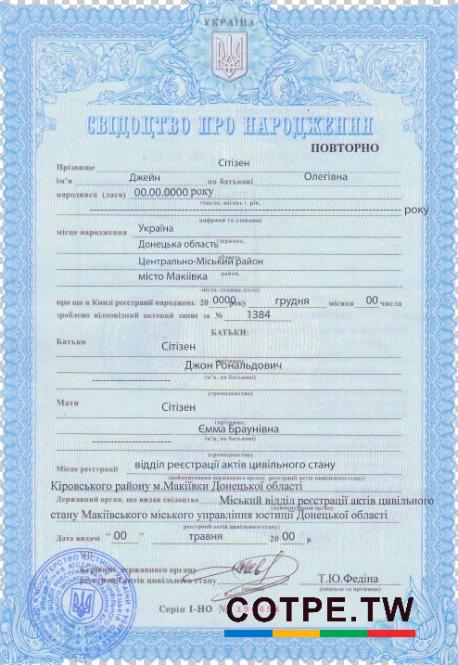 УКРАЇНА
СВІДОЦТВО ПРО НАРОДЖЕННЯ
ПОВТОРНО
Прізвище Сітізен
ім'я Джейн по батькові Олегівна
народився (лася) 00.00.0000 року
(число, місяць і рік,
року
цифрами та словами)
місце народження Україна
Донецька область (держава,
область,
Центрально-Міський район
район,
місто Макіївка
місто, селище, село)
про що в Книзі реєстрації народжень 20 0000 року грудня місяця 00 числа
зроблено відповідний актовий запис за № 1384
БАТЬКИ:
Батько Сітізен
(прізвище,
Джон Рональдович
ім'я, по батькові)
(громадянство)
Мати Сітізен
(прізвище,
Ємма Браунівна
ім'я, по батькові)
(громадянство)
Місце реєстрації відділ реєстрації актів цивільного стану
(найменування державного органу реєстрації актів цивільного стану)
Кіровського району м.Макіївки Донецької області
Державний орган, що видав свідоцтво Міський відділ реєстрації актів цивільного
стану Макіївського міського управління юстиції Донецької області
реєстрації актів цивільного стану)
Дата видачі "00" травня 2000 р.
Керівник державного органу
реєстрації актів цивільного стану Т.Ю.Федіна
(підпис)
Серія І-НО №
COTPE.TW